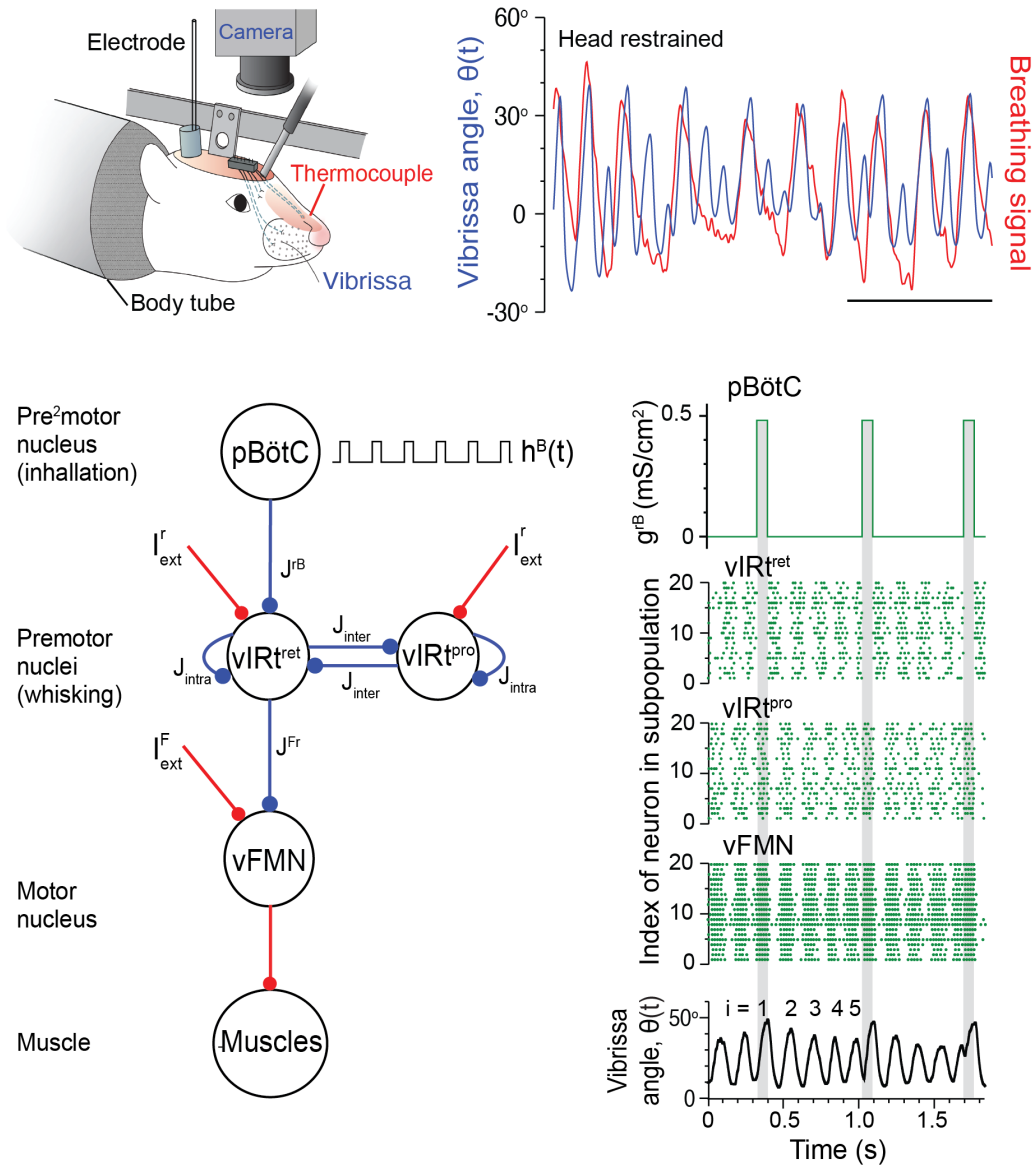 Electrode
Camera
Thermocouple
Vibrissa
Body tube
60°
30°
0
-30°
Vibrissa angle, θ(t)
Head restrained
Breathing signal
Pre²motor
nucleus
(inhallation)
pBötC
hᴮ(t)
I^r_ext
J^rB
I^r_ext
Premotor
nuclei
(whisking)
J_intra
vIRt^ret
J_inter
J_inter
vIRt^pro
J_intra
I^F_ext
J^Fr
vFMN
Motor
nucleus
Muscle
Muscles
pBötC
0.5
0
g^rB (mS/cm²)
vIRt^ret
20
10
0
vIRt^pro
20
10
0
vFMN
20
10
0
Index of neuron in subpopulation
i = 1 2 3 4 5
50°
0
Vibrissa
angle, θ(t)
0 0.5 1.0 1.5
Time (s)